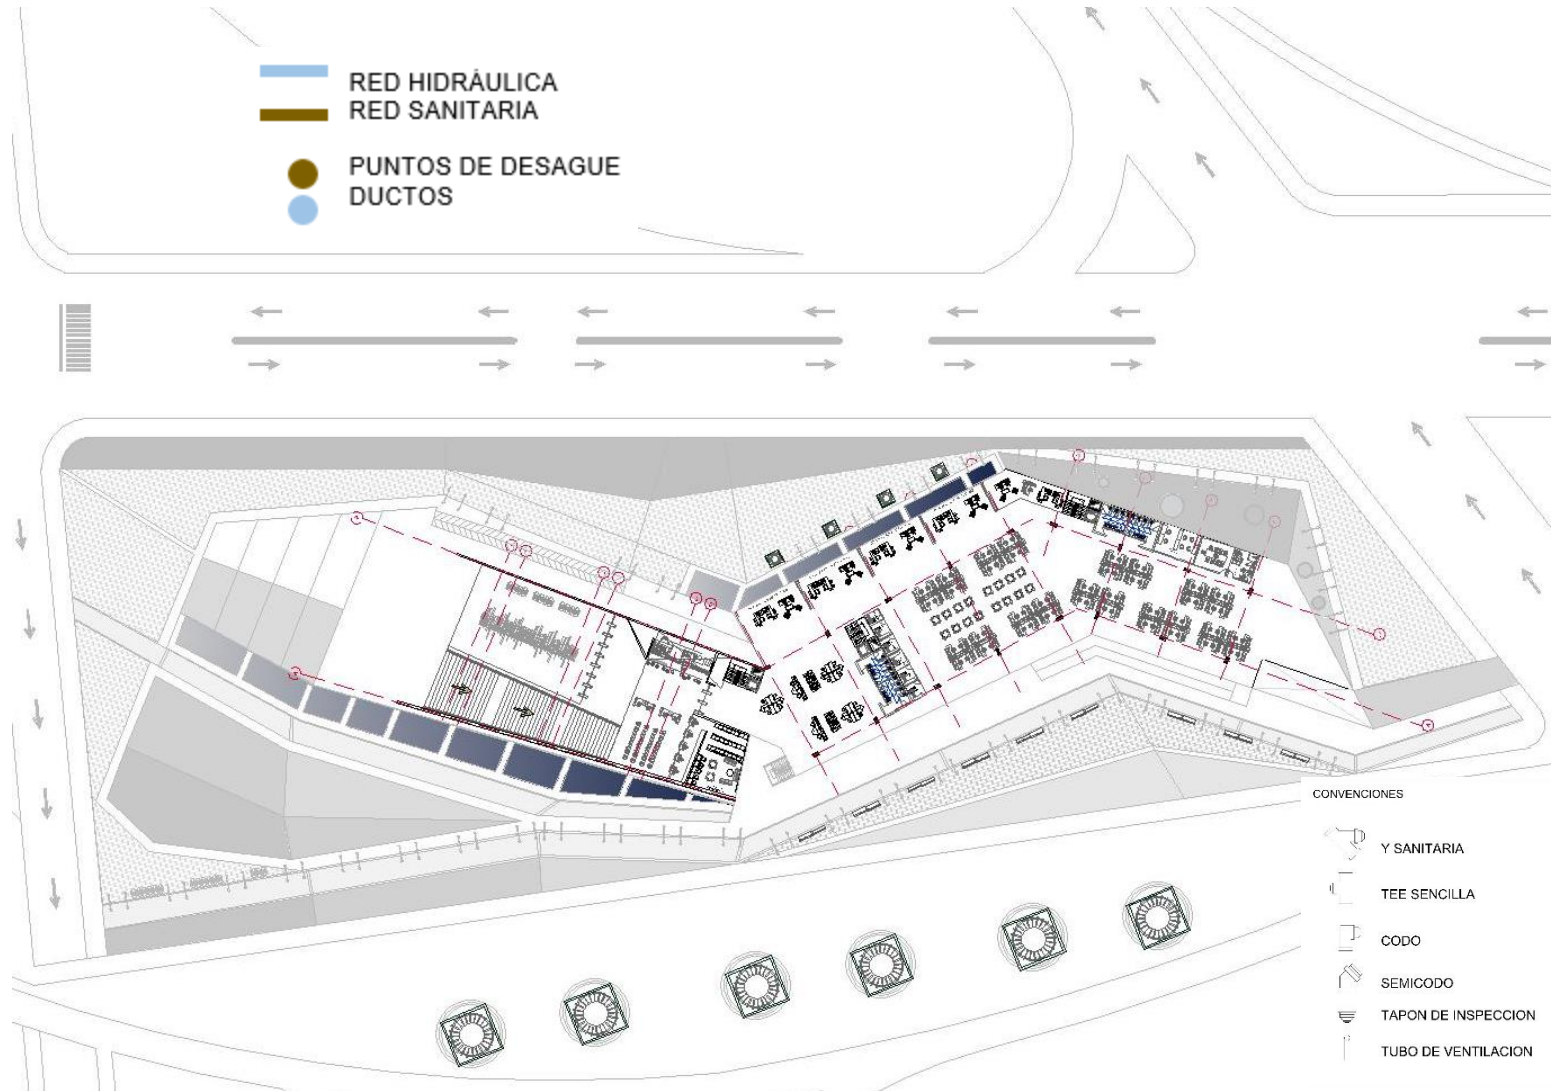 RED HIDRÁULICA
RED SANITARIA
PUNTOS DE DESAGUE
DUCTOS
CONVENCIONES
Y SANITARIA
TEE SENCILLA
CODO
SEMICODO
TAPON DE INSPECCION
TUBO DE VENTILACION